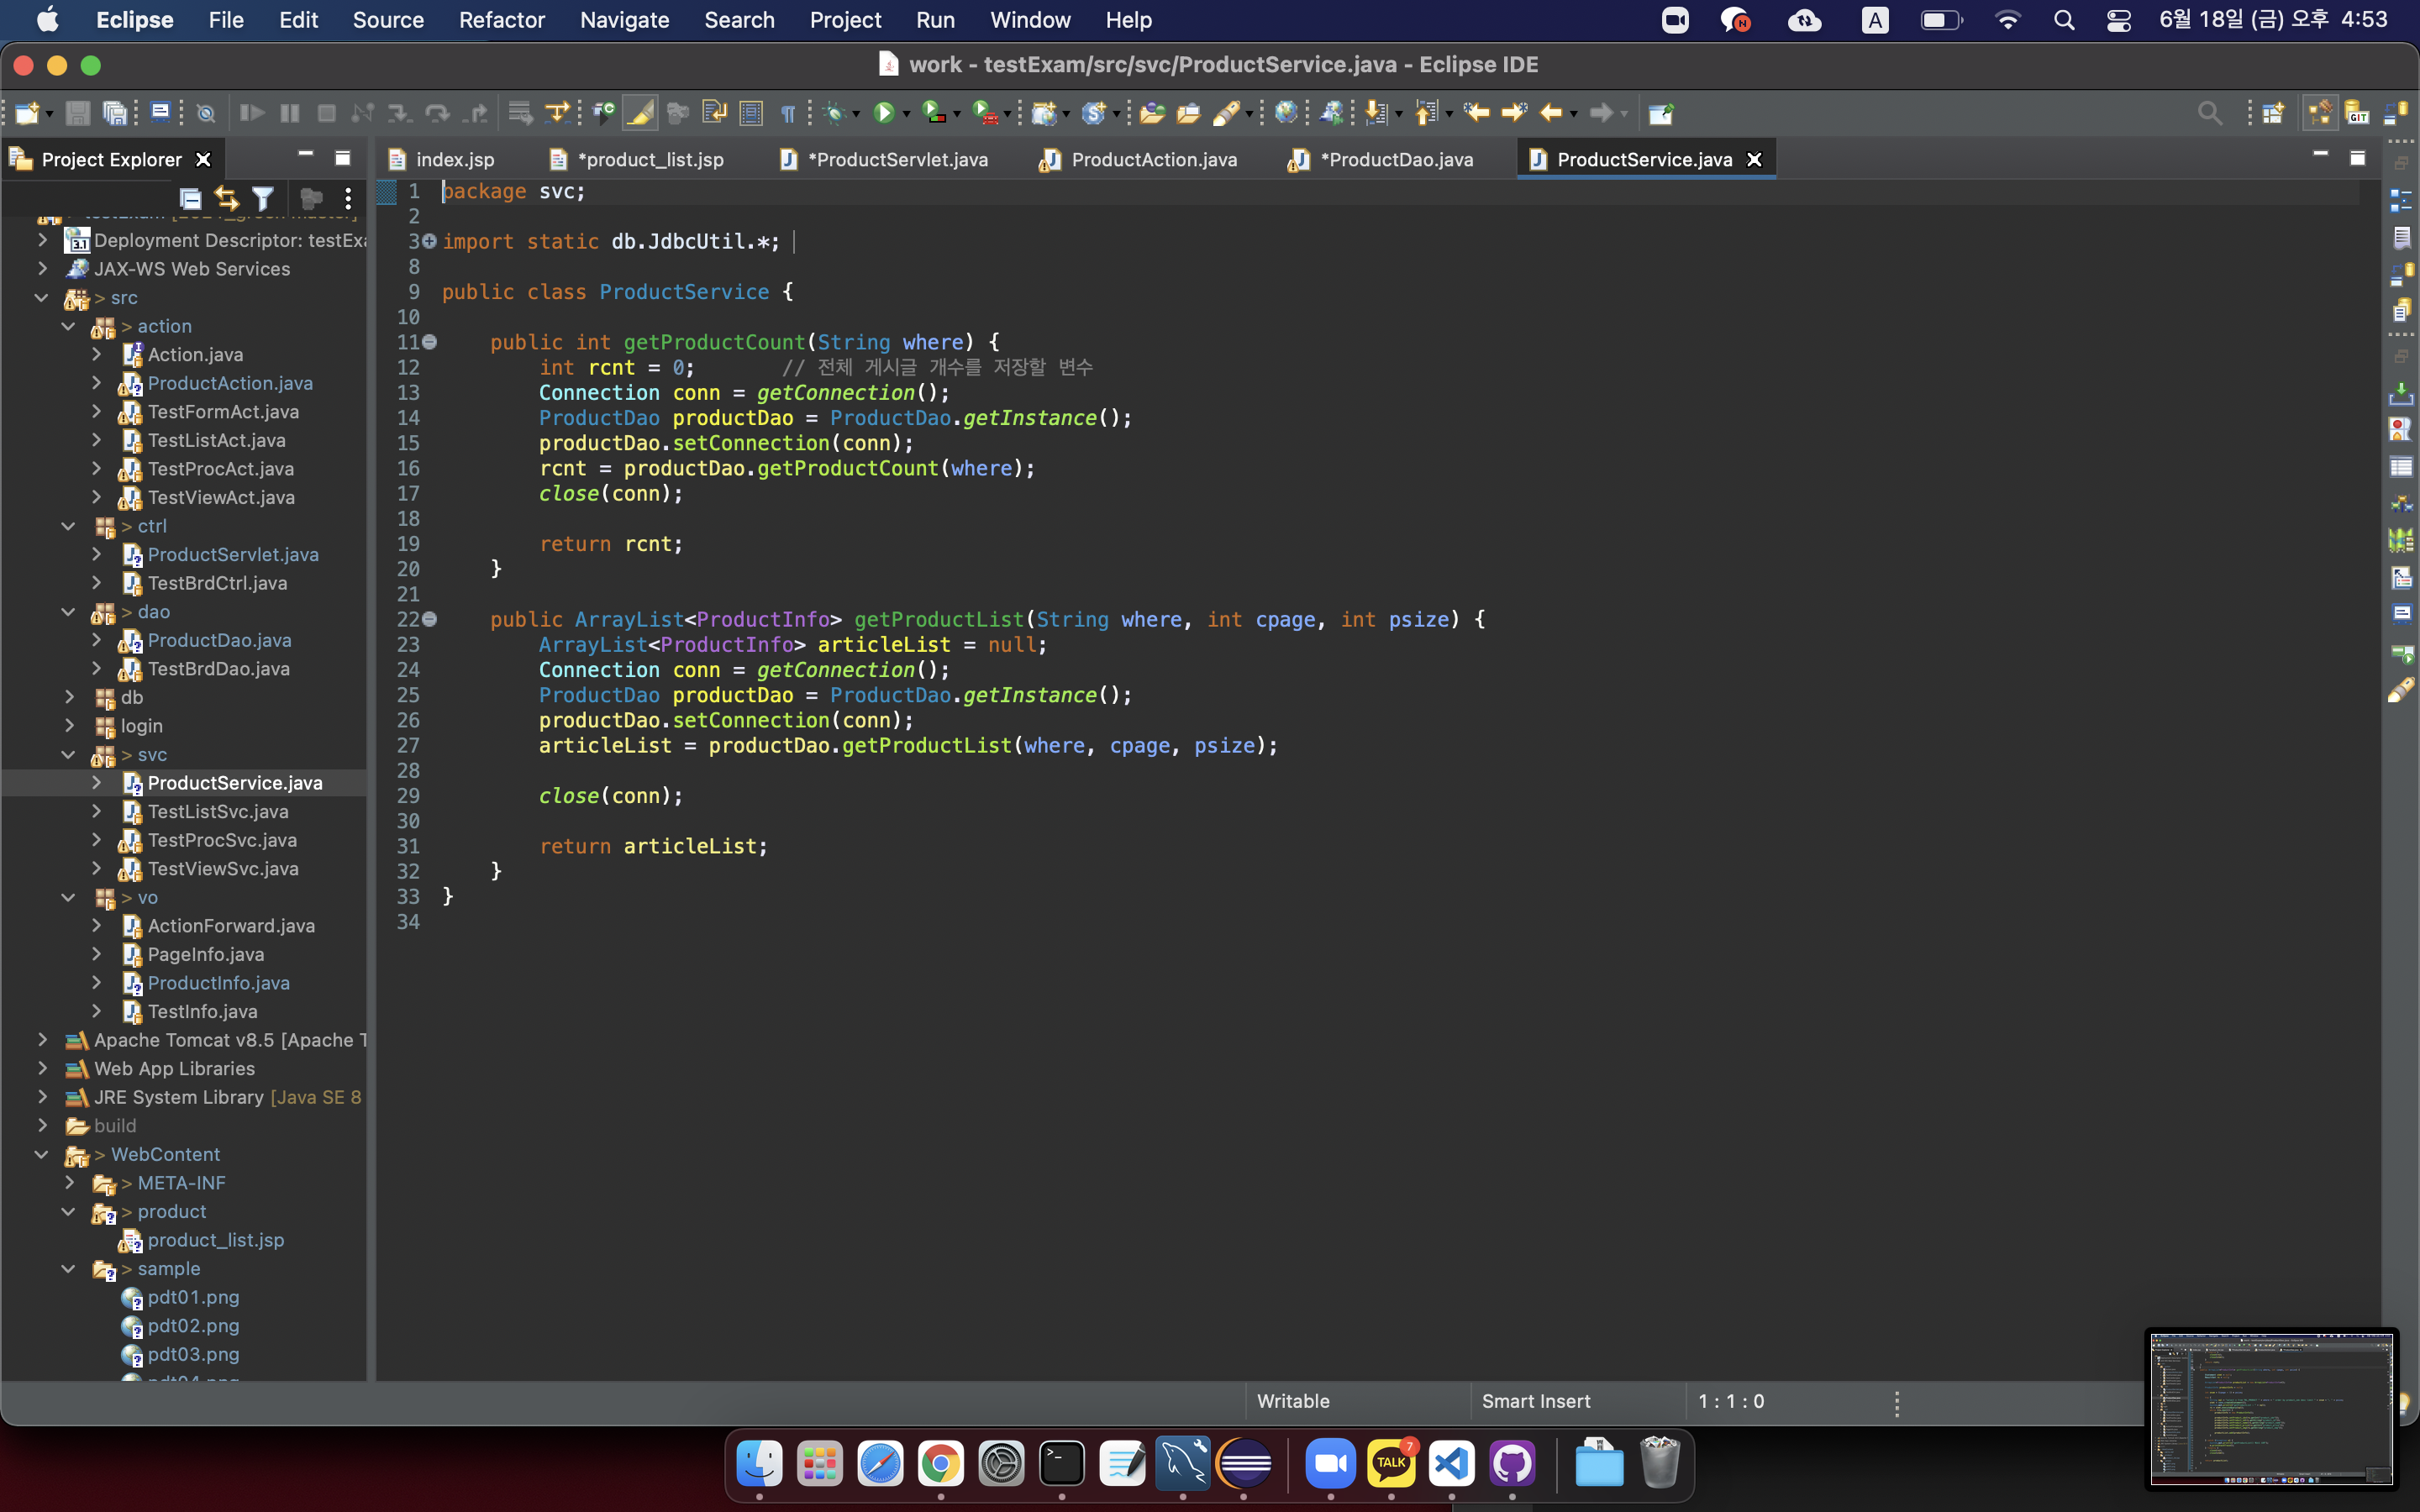 Eclipse File Edit Source Refactor Navigate Search Project Run Window Help N A 6월 18일 (금) 오후 4:53
work - testExam/src/svc/ProductService.java - Eclipse IDE
GIT
Project Explorer
index.jsp *product_list.jsp *ProductServlet.java ProductAction.java *ProductDao.java ProductService.java
Deployment Descriptor: testExa
JAX-WS Web Services
> src
> action
Action.java
ProductAction.java
TestFormAct.java
TestListAct.java
TestProcAct.java
TestViewAct.java
> ctrl
ProductServlet.java
TestBrdCtrl.java
> dao
ProductDao.java
TestBrdDao.java
db
login
> svc
ProductService.java
TestListSvc.java
TestProcSvc.java
TestViewSvc.java
> vo
ActionForward.java
PageInfo.java
ProductInfo.java
TestInfo.java
Apache Tomcat v8.5 [Apache T
Web App Libraries
JRE System Library [Java SE 8
build
> WebContent
> META-INF
> product
product_list.jsp
> sample
pdt01.png
pdt02.png
pdt03.png
1 package svc;
2
3 import static db.JdbcUtil.*;
8
9 public class ProductService {
10
11 public int getProductCount(String where) {
12 int rcnt = 0; // 전체 게시글 개수를 저장할 변수
13 Connection conn = getConnection();
14 ProductDao productDao = ProductDao.getInstance();
15 productDao.setConnection(conn);
16 rcnt = productDao.getProductCount(where);
17 close(conn);
18
19 return rcnt;
20 }
21
22 public ArrayList<ProductInfo> getProductList(String where, int cpage, int psize) {
23 ArrayList<ProductInfo> articleList = null;
24 Connection conn = getConnection();
25 ProductDao productDao = ProductDao.getInstance();
26 productDao.setConnection(conn);
27 articleList = productDao.getProductList(where, cpage, psize);
28
29 close(conn);
30
31 return articleList;
32 }
33 }
34
Writable Smart Insert 1 : 1 : 0
TALK 7